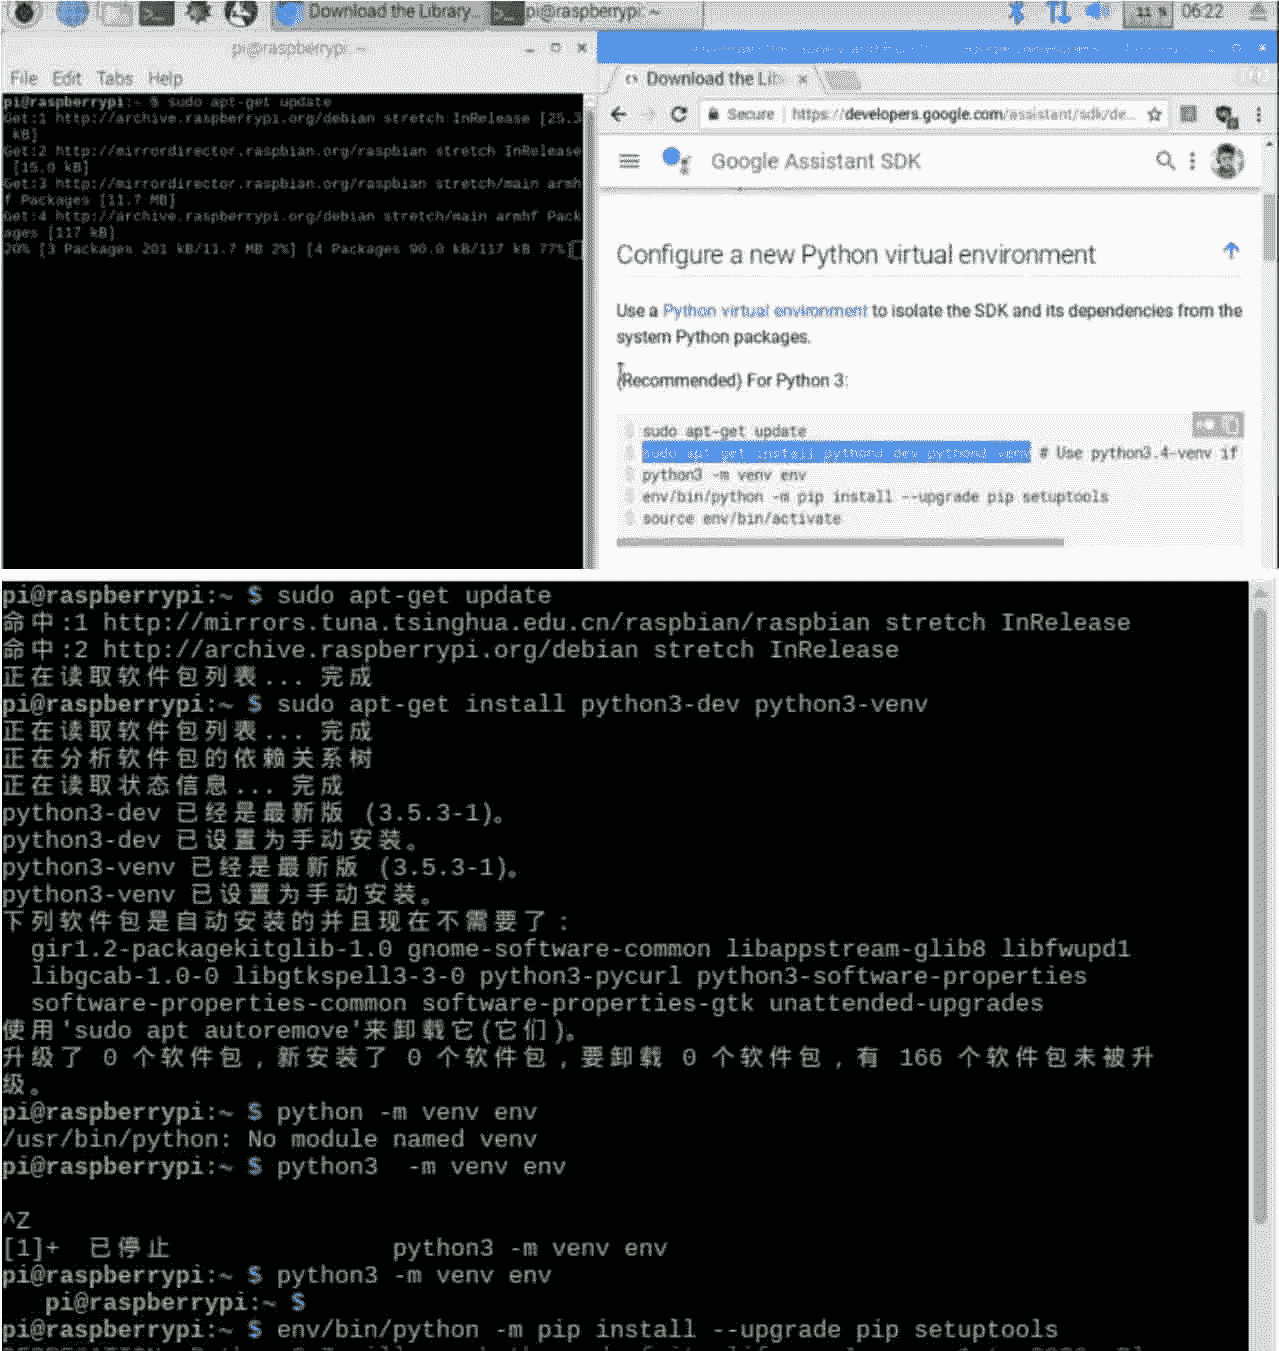 Download the Library...
pi@raspberrypi: ~
11 %
06:22
pi@raspberrypi: ~
File Edit Tabs Help
pi@raspberrypi:~ $ sudo apt-get update
Get:1 http://archive.raspberrypi.org/debian stretch InRelease [25.3
kB]
Get:2 http://mirrordirector.raspbian.org/raspbian stretch InRelease
[15.0 kB]
Get:3 http://mirrordirector.raspbian.org/raspbian stretch/main armh
f Packages [11.7 MB]
Get:4 http://archive.raspberrypi.org/debian stretch/main armhf Pack
ages [117 kB]
20% [3 Packages 201 kB/11.7 MB 2%] [4 Packages 90.0 kB/117 kB 77%]
Download the Lib
Secure https://developers.google.com/assistant/sdk/de...
Google Assistant SDK
Configure a new Python virtual environment
Use a Python virtual environment to isolate the SDK and its dependencies from the
system Python packages.
(Recommended) For Python 3:
$ sudo apt-get update
$ sudo apt-get install python3-dev python3-venv # Use python3.4-venv if
$ python3 -m venv env
$ env/bin/python -m pip install --upgrade pip setuptools
$ source env/bin/activate
pi@raspberrypi:~ $ sudo apt-get update
命中:1 http://mirrors.tuna.tsinghua.edu.cn/raspbian/raspbian stretch InRelease
命中:2 http://archive.raspberrypi.org/debian stretch InRelease
正在读取软件包列表... 完成
pi@raspberrypi:~ $ sudo apt-get install python3-dev python3-venv
正在读取软件包列表... 完成
正在分析软件包的依赖关系树
正在读取状态信息... 完成
python3-dev 已经是最新版 (3.5.3-1)。
python3-dev 已设置为手动安装。
python3-venv 已经是最新版 (3.5.3-1)。
python3-venv 已设置为手动安装。
下列软件包是自动安装的并且现在不需要了：
gir1.2-packagekitglib-1.0 gnome-software-common libappstream-glib8 libfwupd1
libgcab-1.0-0 libgtkspell3-3-0 python3-pycurl python3-software-properties
software-properties-common software-properties-gtk unattended-upgrades
使用'sudo apt autoremove'来卸载它(它们)。
升级了 0 个软件包，新安装了 0 个软件包，要卸载 0 个软件包，有 166 个软件包未被升
级。
pi@raspberrypi:~ $ python -m venv env
/usr/bin/python: No module named venv
pi@raspberrypi:~ $ python3  -m venv env
^Z
[1]+  已停止               python3 -m venv env
pi@raspberrypi:~ $ python3 -m venv env
pi@raspberrypi:~ $
pi@raspberrypi:~ $ env/bin/python -m pip install --upgrade pip setuptools